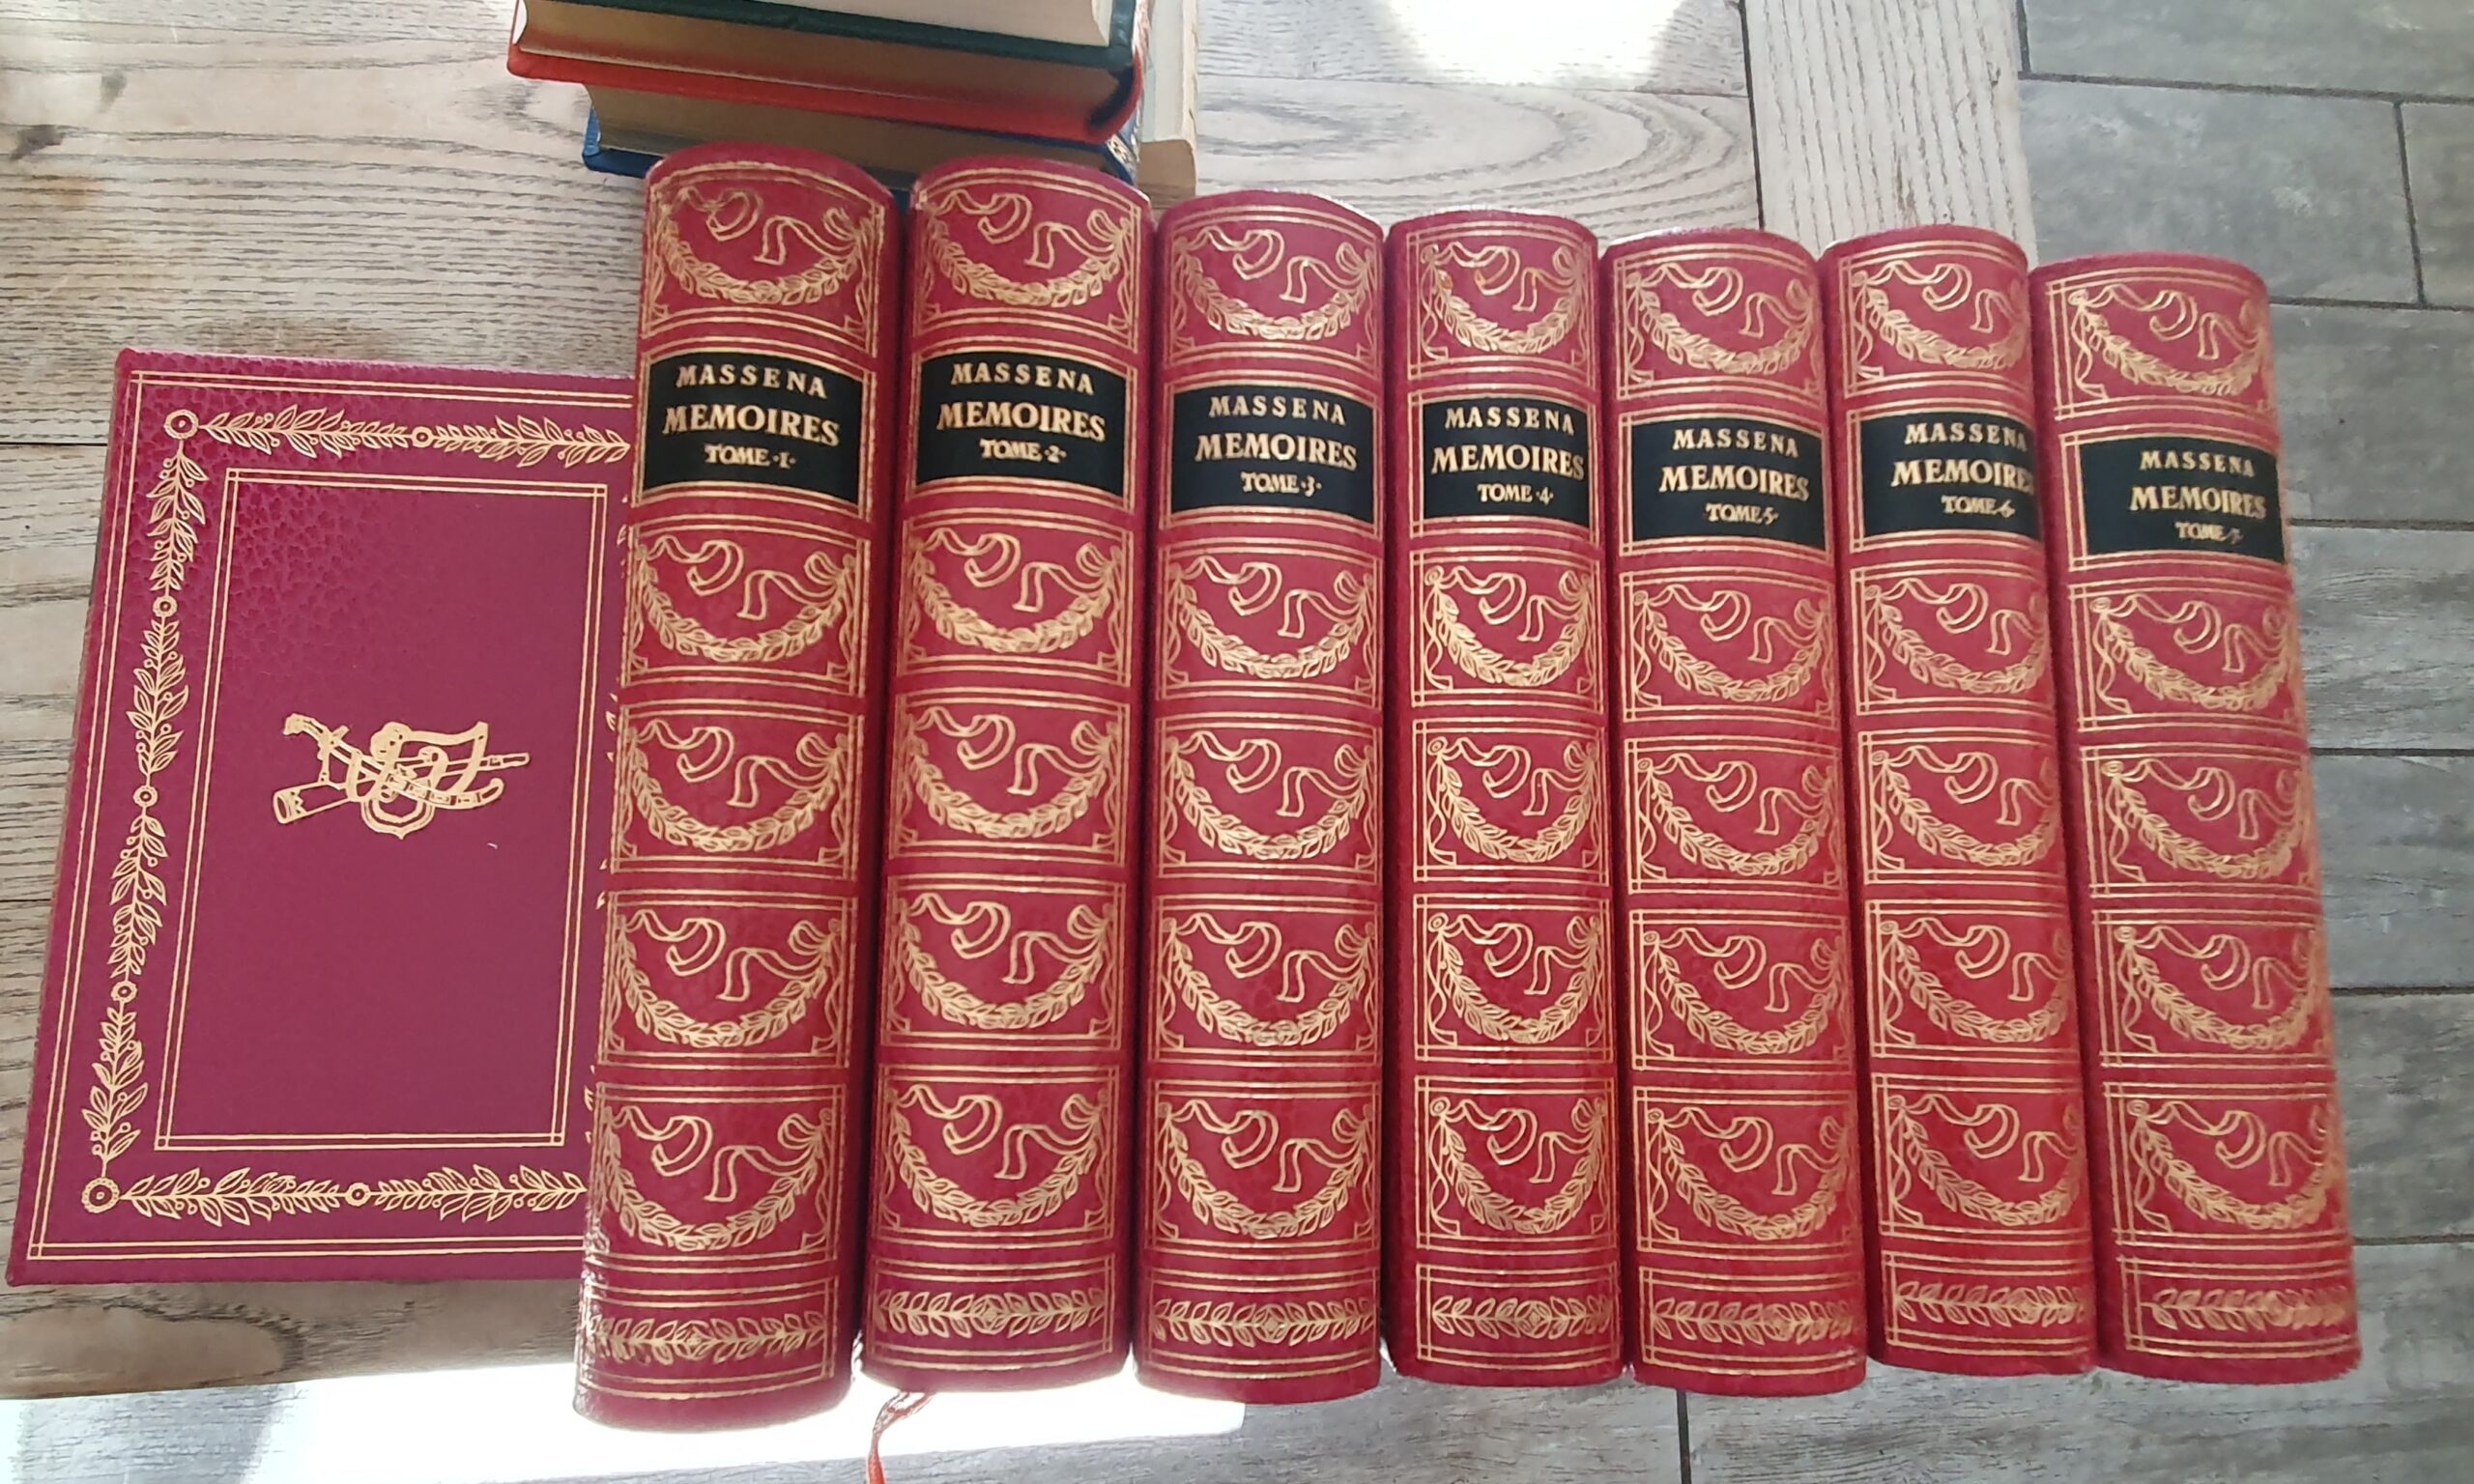 MASSENA
MEMOIRES
TOME·1·
MASSENA
MEMOIRES
TOME·2·
MASSENA
MEMOIRES
TOME·3·
MASSENA
MEMOIRES
TOME·4·
MASSENA
MEMOIRES
TOME·5·
MASSENA
MEMOIRES
TOME·6·
MASSENA
MEMOIRES
TOME·7·